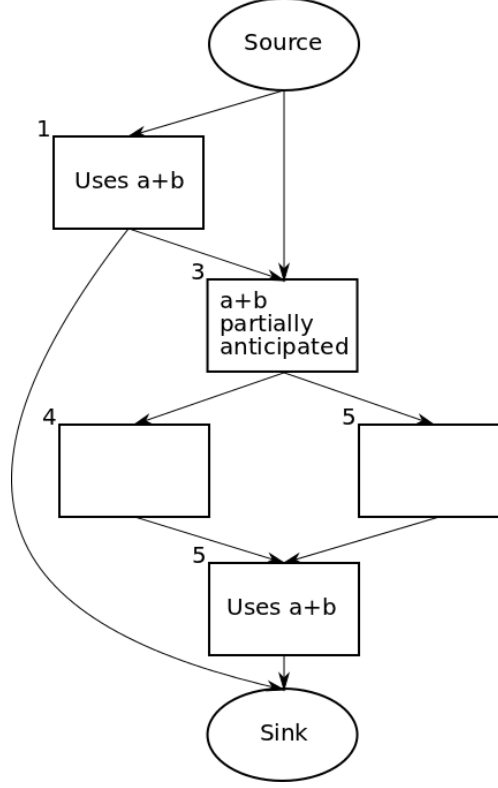 Source
1
Uses a+b
3
a+b
partially
anticipated
4
5
5
Uses a+b
Sink